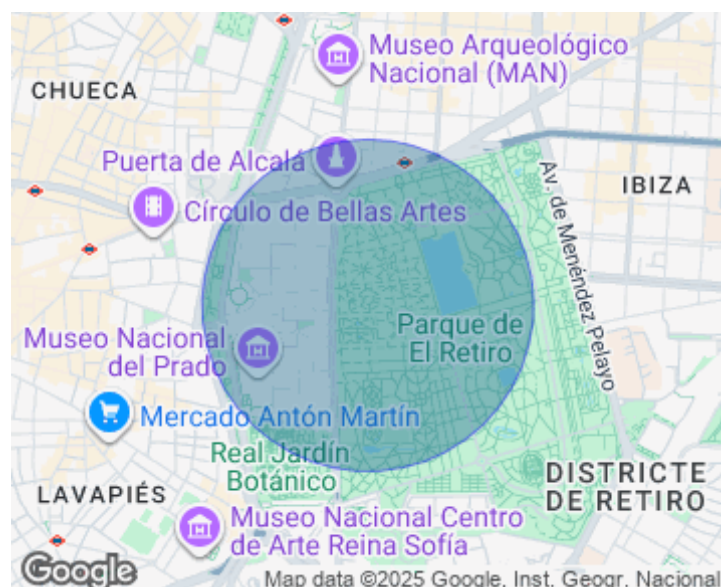 Museo Arqueológico
Nacional (MAN)
CHUECA
Puerta de Alcalá
IBIZA
Círculo de Bellas Artes
Av. de Menéndez Pelayo
Museo Nacional
del Prado
Parque de
El Retiro
Mercado Antón Martín
Real Jardín
Botánico
LAVAPIÉS
DISTRICTE
DE RETIRO
Museo Nacional Centro
de Arte Reina Sofía
Google
Map data ©2025 Google, Inst. Geogr. Nacional